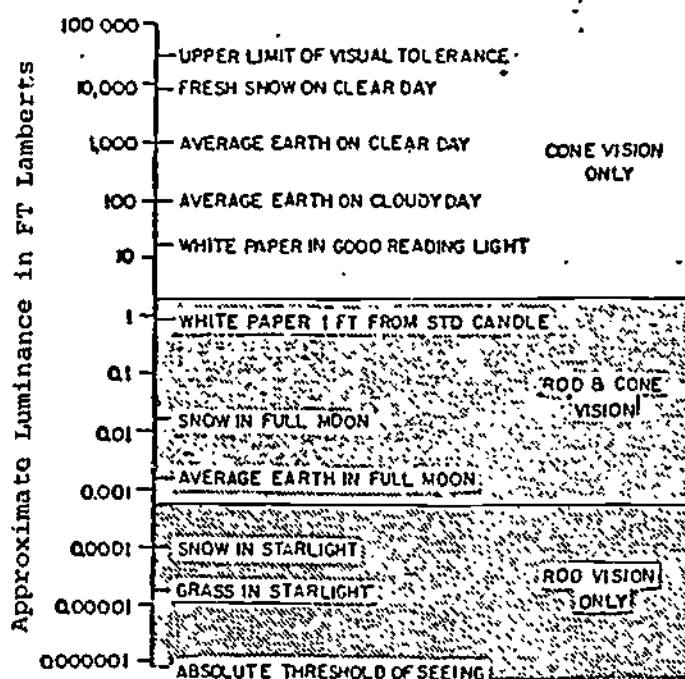 Approximate Luminance in FT Lamberts
100 000
UPPER LIMIT OF VISUAL TOLERANCE
10,000
FRESH SNOW ON CLEAR DAY
1,000
AVERAGE EARTH ON CLEAR DAY
CONE VISION
ONLY
100
AVERAGE EARTH ON CLOUDY DAY
WHITE PAPER IN GOOD READING LIGHT
10
1
WHITE PAPER 1 FT FROM STD CANDLE
0.1
ROD & CONE
VISION
SNOW IN FULL MOON
0.01
AVERAGE EARTH IN FULL MOON
0.001
0.0001
SNOW IN STARLIGHT
ROD VISION
ONLY
GRASS IN STARLIGHT
0.00001
0.000001
ABSOLUTE THRESHOLD OF SEEING